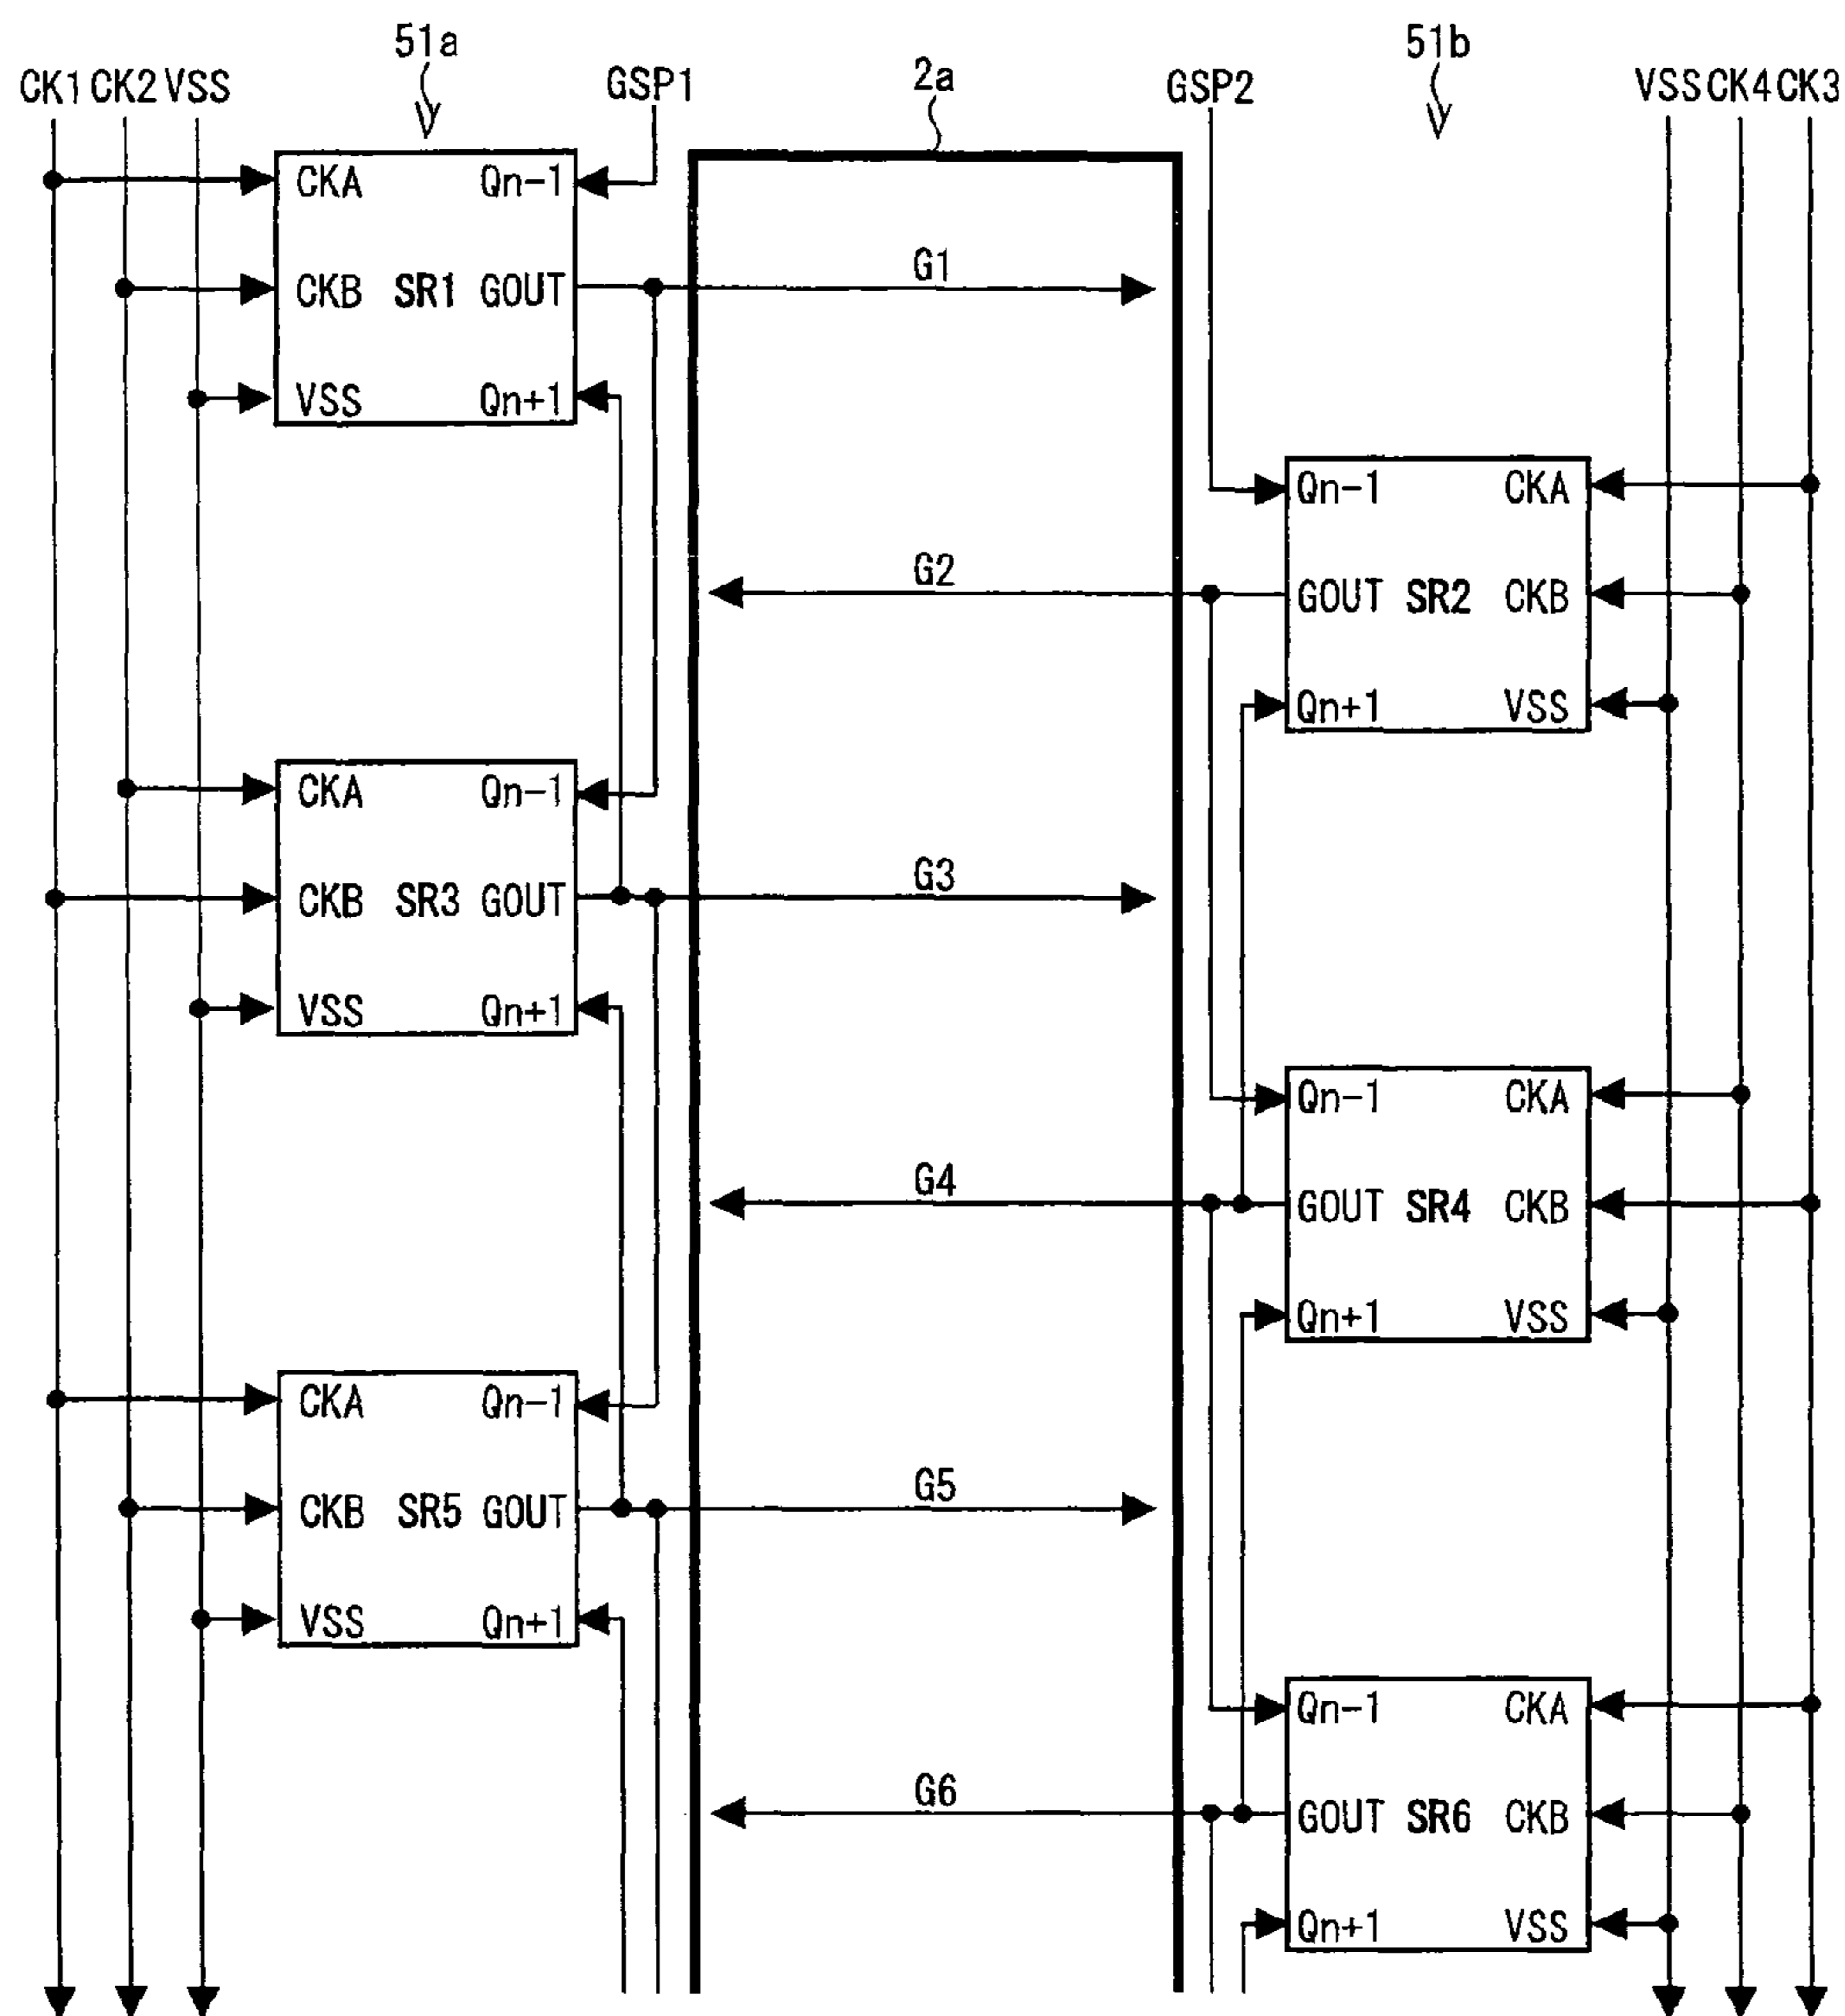 51a
51b
CK1 CK2 VSS
GSP1
2a
GSP2
VSS CK4 CK3
CKA Qn-1
CKB SR1 GOUT
VSS Qn+1
G1
Qn-1 CKA
GOUT SR2 CKB
Qn+1 VSS
G2
CKA Qn-1
CKB SR3 GOUT
VSS Qn+1
G3
Qn-1 CKA
GOUT SR4 CKB
Qn+1 VSS
G4
CKA Qn-1
CKB SR5 GOUT
VSS Qn+1
G5
Qn-1 CKA
GOUT SR6 CKB
Qn+1 VSS
G6